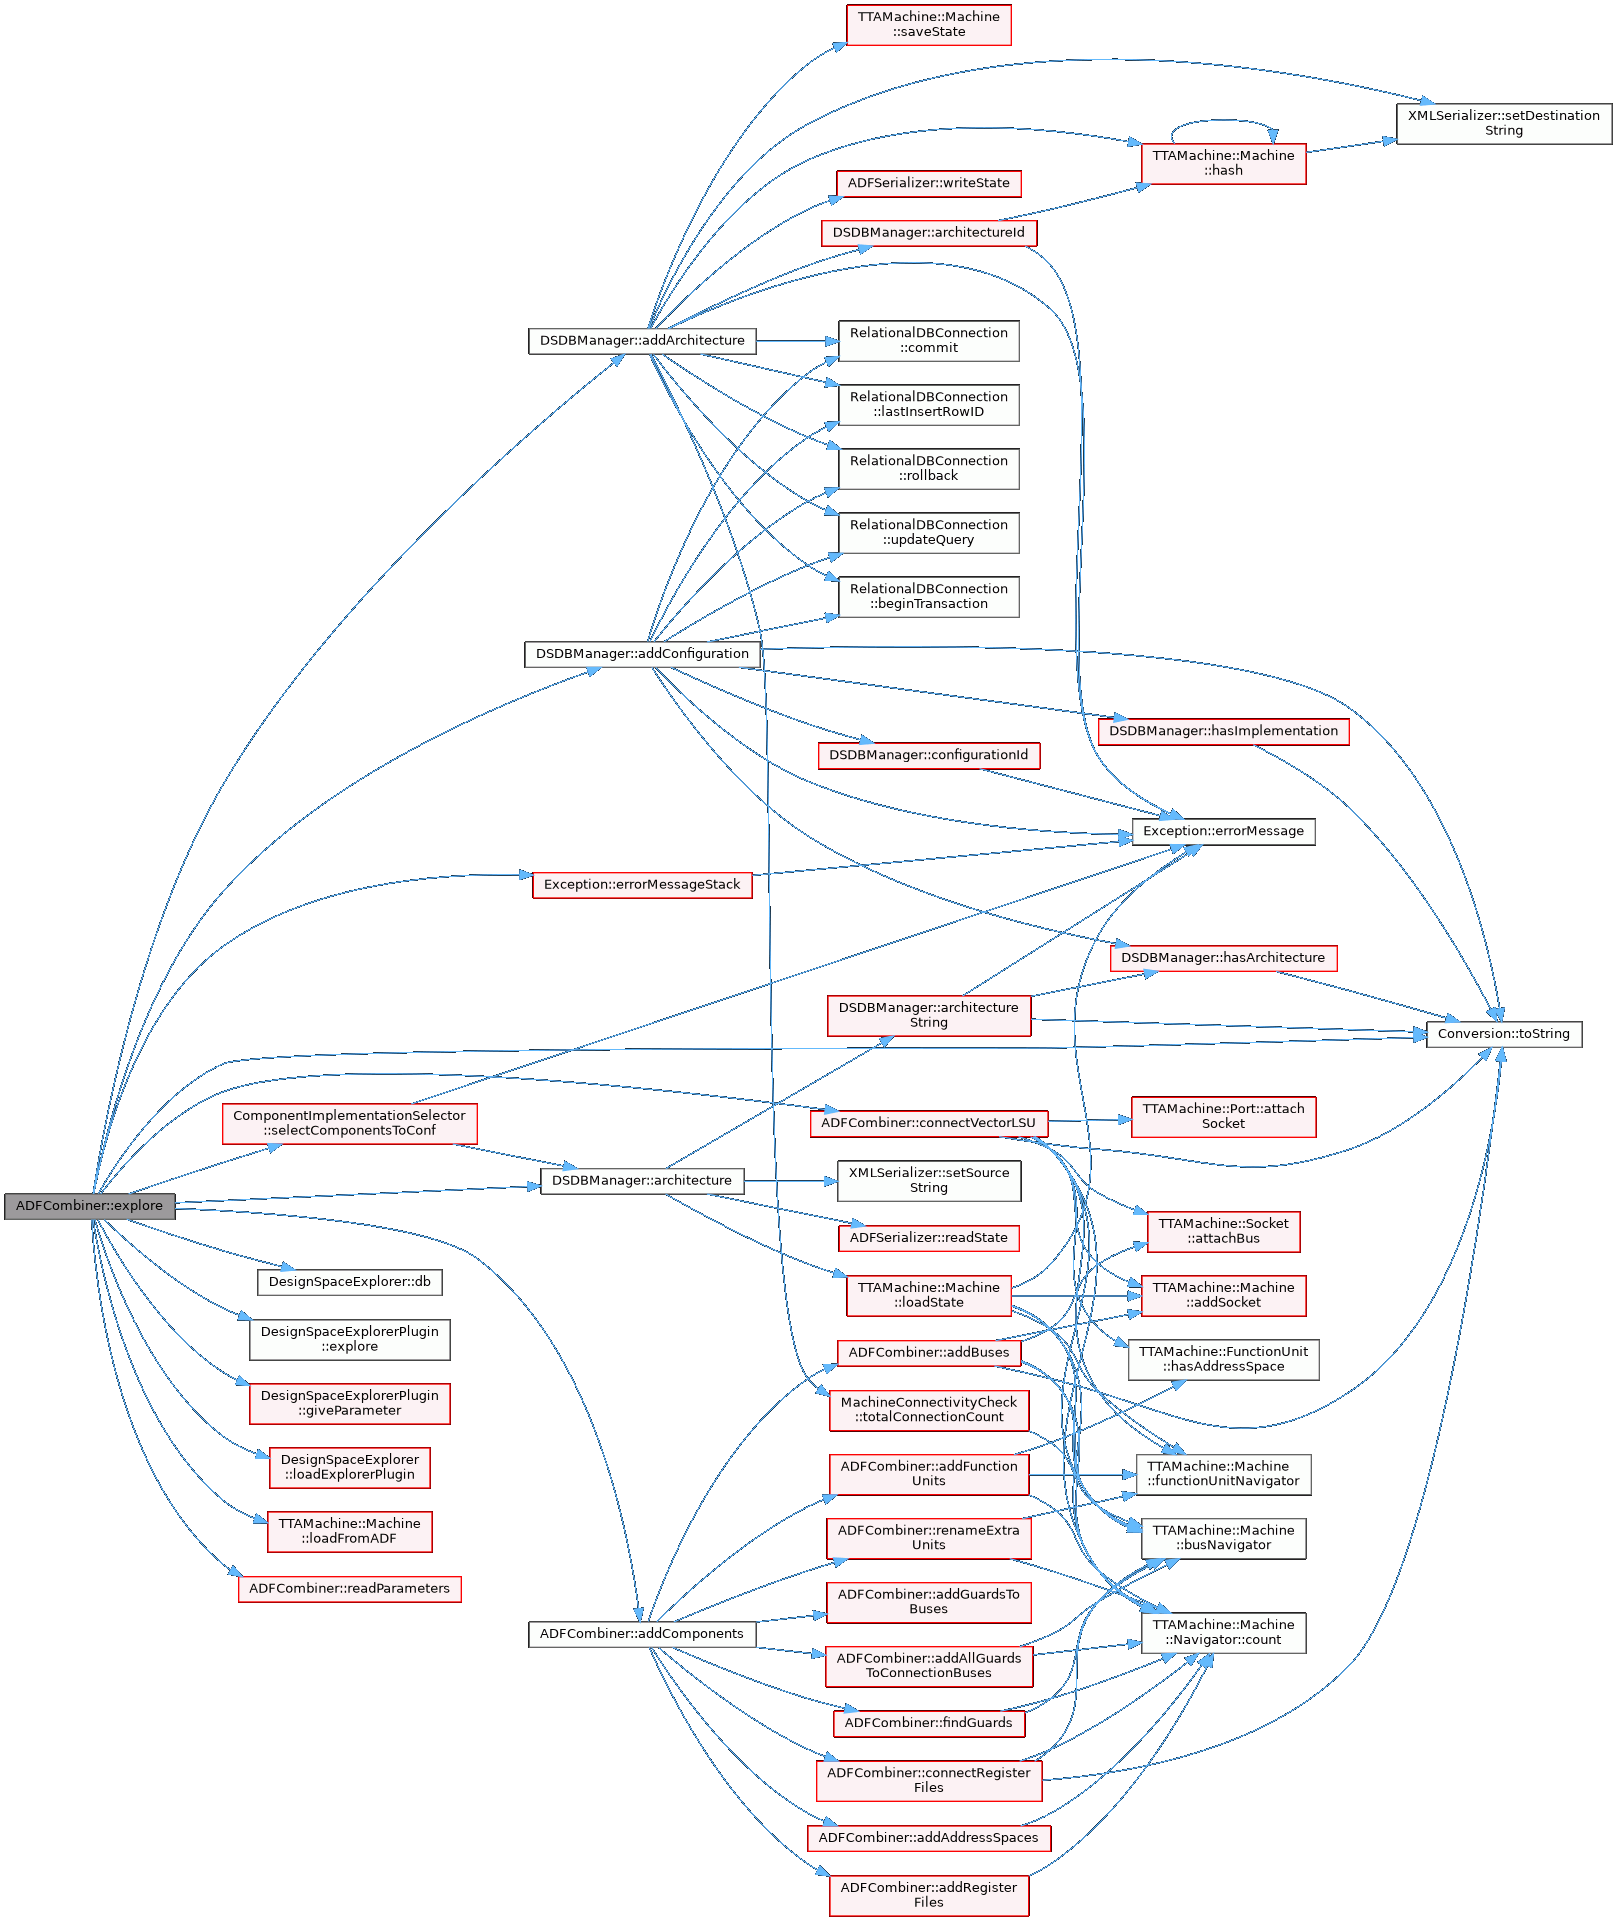 TTAMachine::Machine
::saveState
XMLSerializer::setDestination
String
TTAMachine::Machine
::hash
ADFSerializer::writeState
DSDBManager::architectureId
DSDBManager::addArchitecture
RelationalDBConnection
::commit
RelationalDBConnection
::lastInsertRowID
RelationalDBConnection
::rollback
RelationalDBConnection
::updateQuery
RelationalDBConnection
::beginTransaction
DSDBManager::addConfiguration
DSDBManager::hasImplementation
DSDBManager::configurationId
Exception::errorMessage
Exception::errorMessageStack
DSDBManager::hasArchitecture
DSDBManager::architecture
String
Conversion::toString
ComponentImplementationSelector
::selectComponentsToConf
ADFCombiner::connectVectorLSU
TTAMachine::Port::attach
Socket
DSDBManager::architecture
XMLSerializer::setSource
String
ADFCombiner::explore
TTAMachine::Socket
::attachBus
ADFSerializer::readState
DesignSpaceExplorer::db
TTAMachine::Machine
::loadState
TTAMachine::Machine
::addSocket
DesignSpaceExplorerPlugin
::explore
ADFCombiner::addBuses
TTAMachine::FunctionUnit
::hasAddressSpace
DesignSpaceExplorerPlugin
::giveParameter
MachineConnectivityCheck
::totalConnectionCount
DesignSpaceExplorer
::loadExplorerPlugin
ADFCombiner::addFunction
Units
TTAMachine::Machine
::functionUnitNavigator
TTAMachine::Machine
::loadFromADF
ADFCombiner::renameExtra
Units
TTAMachine::Machine
::busNavigator
ADFCombiner::readParameters
ADFCombiner::addGuardsTo
Buses
ADFCombiner::addComponents
TTAMachine::Machine
::Navigator::count
ADFCombiner::addAllGuards
ToConnectionBuses
ADFCombiner::findGuards
ADFCombiner::connectRegister
Files
ADFCombiner::addAddressSpaces
ADFCombiner::addRegister
Files